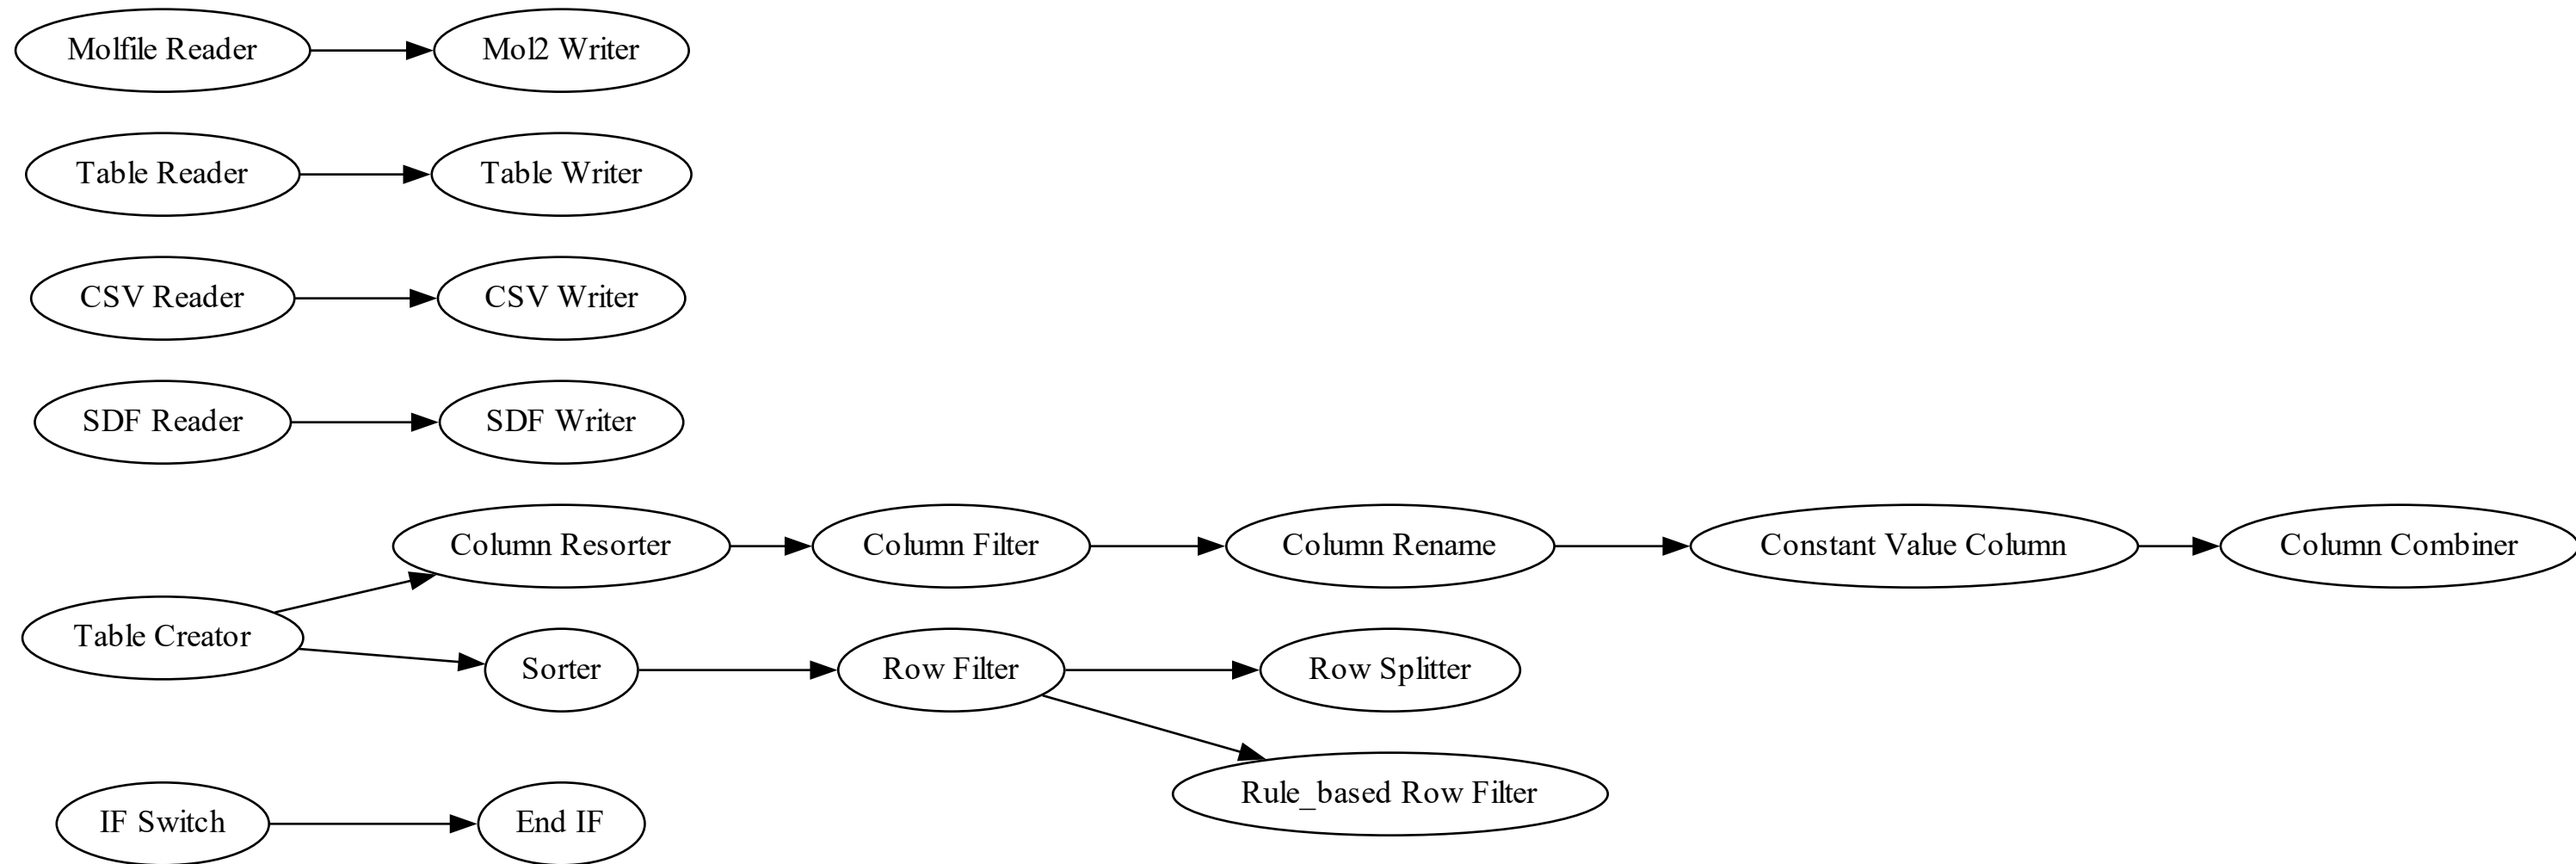 Molfile Reader
Mol2 Writer
Table Reader
Table Writer
CSV Reader
CSV Writer
SDF Reader
SDF Writer
Column Resorter
Column Filter
Column Rename
Constant Value Column
Column Combiner
Table Creator
Sorter
Row Filter
Row Splitter
Rule_based Row Filter
IF Switch
End IF